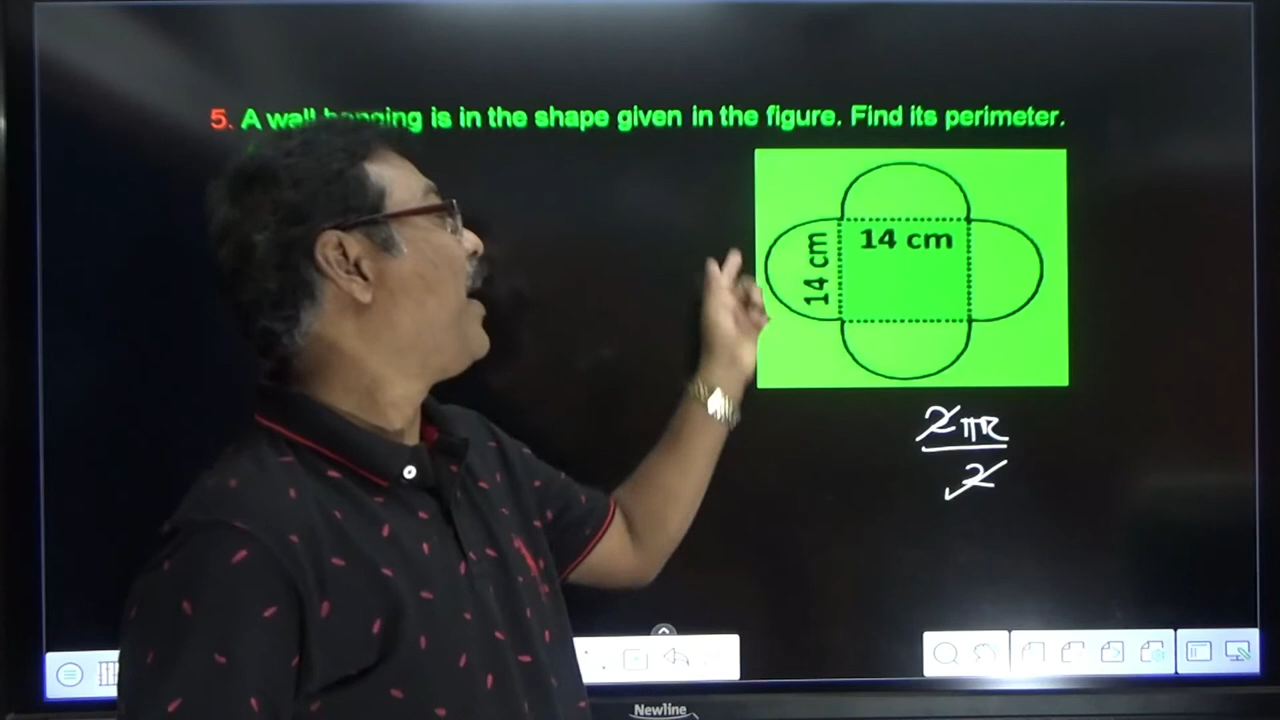 5. A wall hanging is in the shape given in the figure. Find its perimeter.
14 cm
14 cm
2πR
2
Newline